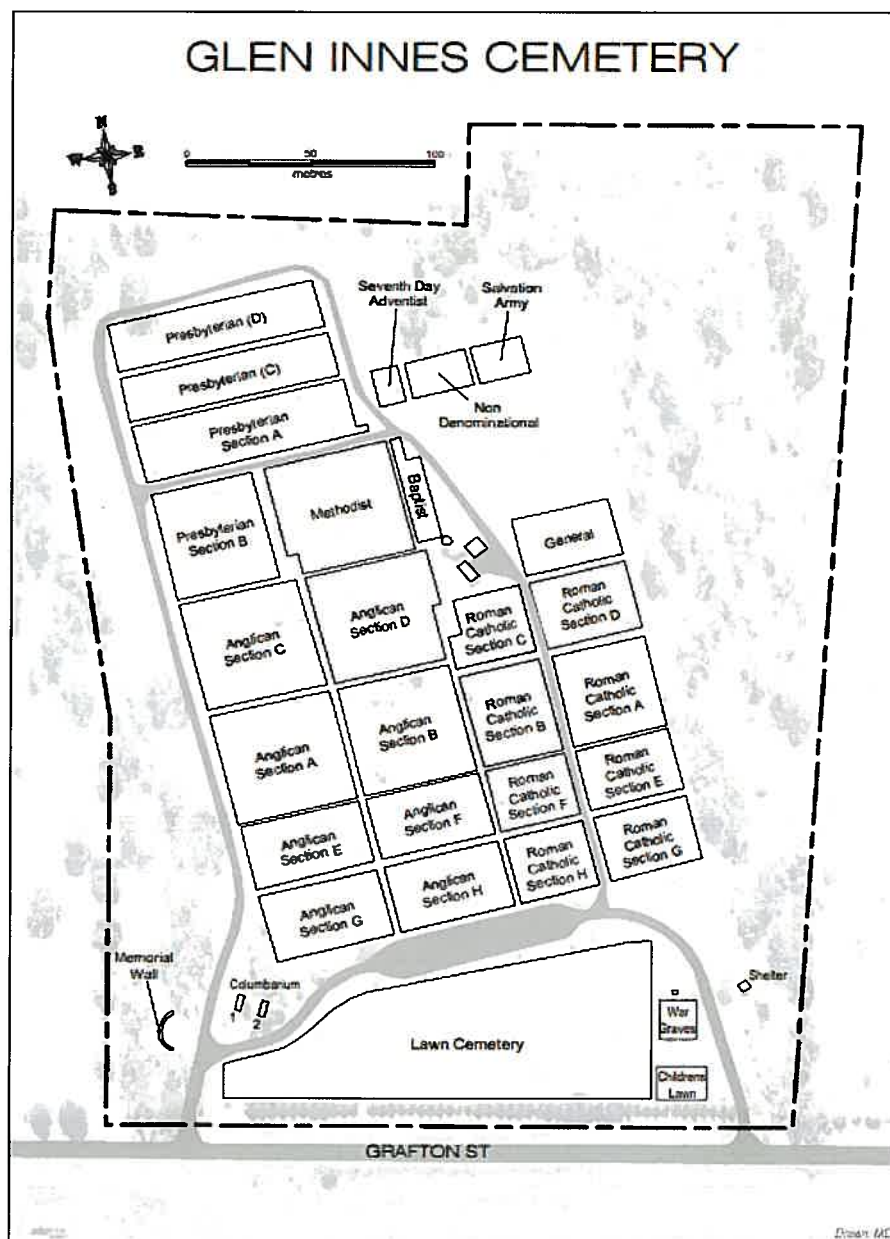 GLEN INNES CEMETERY
N
W
E
S
0
50
100
metres
Seventh Day
Adventist
Salvation
Army
Non
Denominational
Presbyterian (D)
Presbyterian (C)
Presbyterian
Section A
Presbyterian
Section B
Methodist
Baptist
General
Anglican
Section C
Anglican
Section D
Roman
Catholic
Section C
Roman
Catholic
Section D
Anglican
Section A
Anglican
Section B
Roman
Catholic
Section B
Roman
Catholic
Section A
Anglican
Section E
Anglican
Section F
Roman
Catholic
Section F
Roman
Catholic
Section E
Anglican
Section G
Anglican
Section H
Roman
Catholic
Section H
Roman
Catholic
Section G
Memorial
Wall
Columbarium
1
2
Shelter
War
Graves
Lawn Cemetery
Childrens
Lawn
GRAFTON ST
Drawn: